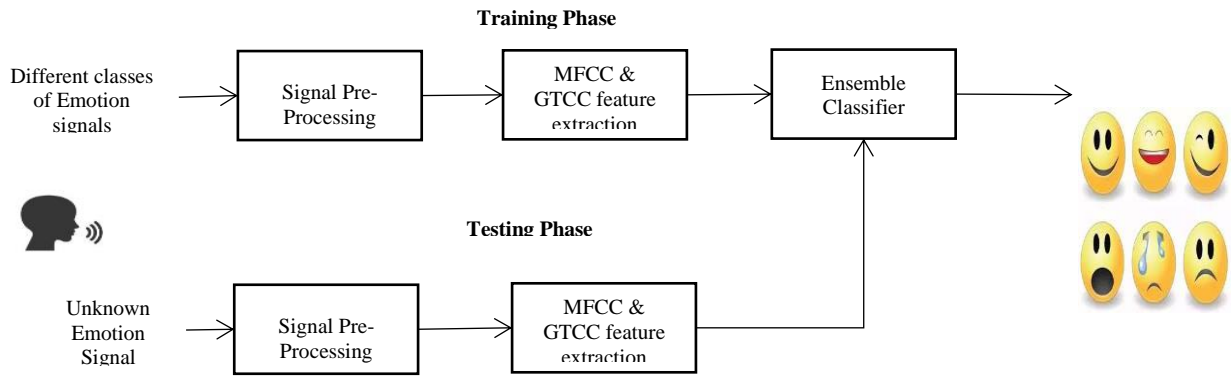 Training Phase
Different classes
of Emotion
signals
Signal Pre-
Processing
MFCC &
GTCC feature
extraction
Ensemble
Classifier
Testing Phase
Unknown
Emotion
Signal
Signal Pre-
Processing
MFCC &
GTCC feature
extraction